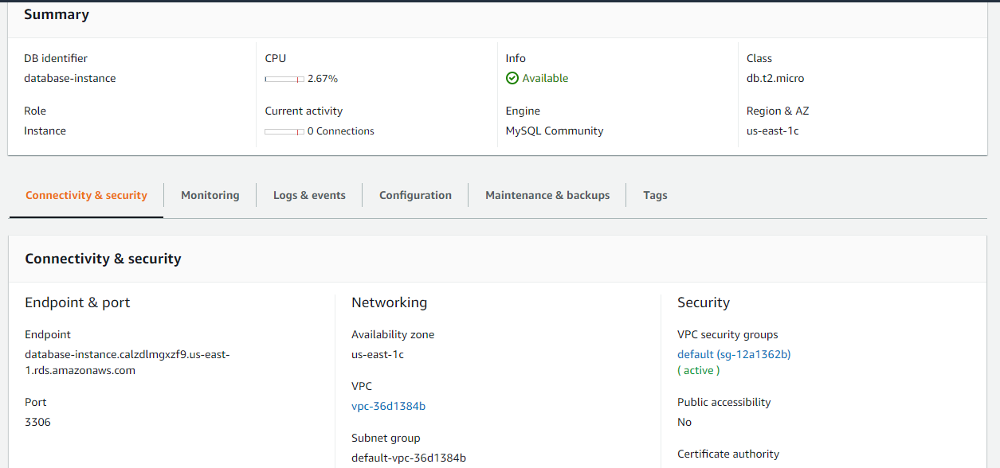 Summary
DB identifier
database-instance
CPU
2.67%
Info
Available
Class
db.t2.micro
Role
Instance
Current activity
0 Connections
Engine
MySQL Community
Region & AZ
us-east-1c
Connectivity & security
Monitoring
Logs & events
Configuration
Maintenance & backups
Tags
Connectivity & security
Endpoint & port
Endpoint
database-instance.calzdlmgxzf9.us-east-
1.rds.amazonaws.com
Port
3306
Networking
Availability zone
us-east-1c
VPC
vpc-36d1384b
Subnet group
default-vpc-36d1384b
Security
VPC security groups
default (sg-12a1362b)
( active )
Public accessibility
No
Certificate authority